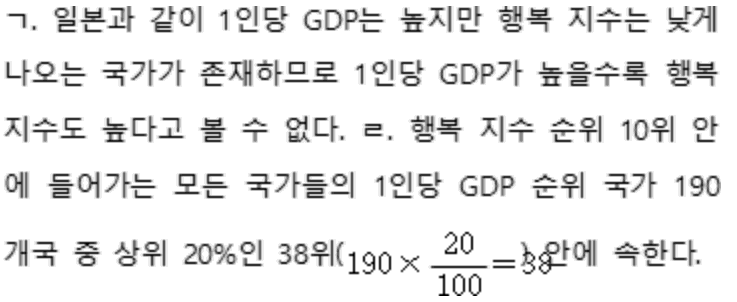 ㄱ. 일본과 같이 1인당 GDP는 높지만 행복 지수는 낮게
나오는 국가가 존재하므로 1인당 GDP가 높을수록 행복
지수도 높다고 볼 수 없다. ㄹ. 행복 지수 순위 10위 안
에 들어가는 모든 국가들의 1인당 GDP 순위 국가 190
개국 중 상위 20%인 38위(190 × 20/100 = 38) 안에 속한다.